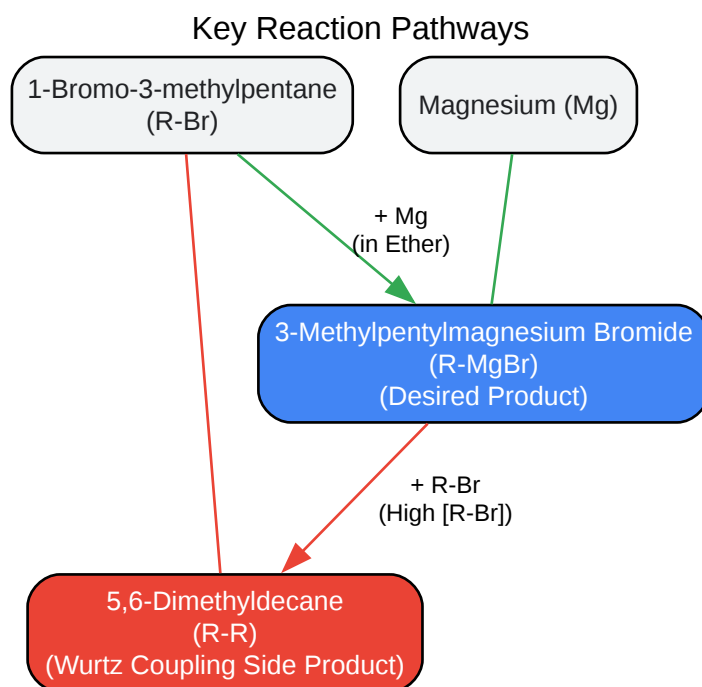 Key Reaction Pathways
1-Bromo-3-methylpentane
(R-Br)
Magnesium (Mg)
+ Mg
(in Ether)
3-Methylpentylmagnesium Bromide
(R-MgBr)
(Desired Product)
+ R-Br
(High [R-Br])
5,6-Dimethyldecane
(R-R)
(Wurtz Coupling Side Product)